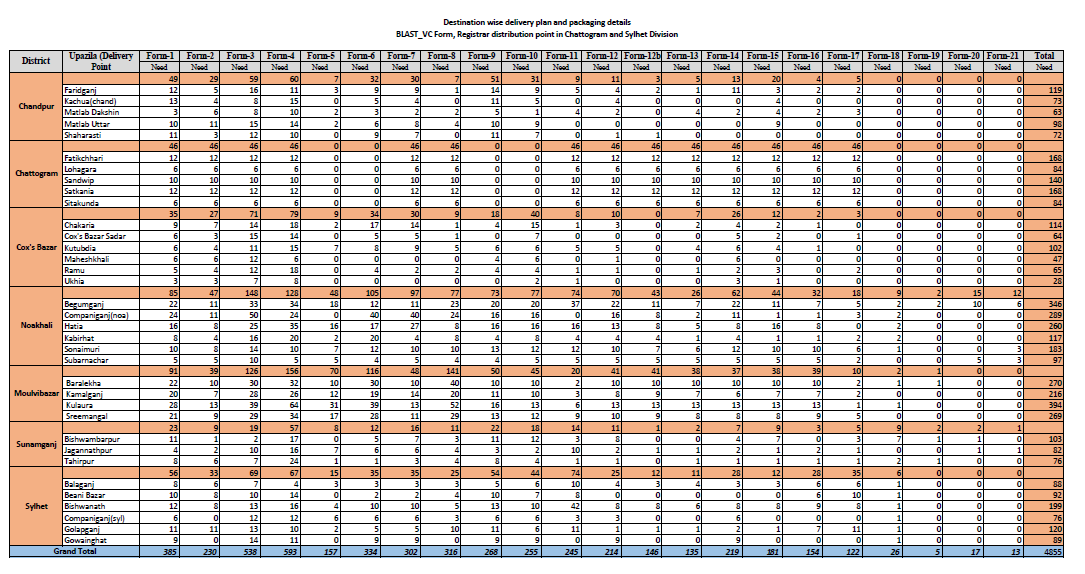 Destination wise delivery plan and packaging details
BLAST_VC Form, Registrar distribution point in Chattogram and Sylhet Division
District Upazila (Delivery Point Form-1 Form-2 Form-3 Form-4 Form-5 Form-6 Form-7 Form-8 Form-9 Form-10 Form-11 Form-12 Form-12b Form-13 Form-14 Form-15 Form-16 Form-17 Form-18 Form-19 Form-20 Form-21 Total
Need Need Need Need Need Need Need Need Need Need Need Need Need Need Need Need Need Need Need Need Need Need Need
Chandpur 49 29 59 60 7 32 30 7 51 31 9 11 3 5 13 20 4 5 0 0 0 0
Faridganj 12 5 16 11 3 9 9 1 14 9 5 4 2 1 11 3 2 2 0 0 0 0 119
Kachua(chand) 13 4 8 15 0 5 4 0 11 5 0 4 0 0 0 4 0 0 0 0 0 0 73
Matlab Dakshin 3 6 8 10 2 3 2 2 5 1 4 2 0 4 2 4 2 3 0 0 0 0 63
Matlab Uttar 10 11 15 14 2 6 8 4 10 9 0 0 0 0 0 9 0 0 0 0 0 0 98
Shaharasti 11 3 12 10 0 9 7 0 11 7 0 1 1 0 0 0 0 0 0 0 0 0 72
Chattogram 46 46 46 46 0 0 46 46 0 0 46 46 46 46 46 46 46 46 0 0 0 0
Fatikchhari 12 12 12 12 0 0 12 12 0 0 12 12 12 12 12 12 12 12 0 0 0 0 168
Lohagara 6 6 6 6 0 0 6 6 0 0 6 6 6 6 6 6 6 6 0 0 0 0 84
Sandwip 10 10 10 10 0 0 10 10 0 0 10 10 10 10 10 10 10 10 0 0 0 0 140
Satkania 12 12 12 12 0 0 12 12 0 0 12 12 12 12 12 12 12 12 0 0 0 0 168
Sitakunda 6 6 6 6 0 0 6 6 0 0 6 6 6 6 6 6 6 6 0 0 0 0 84
Cox's Bazar 35 27 71 79 9 34 30 9 18 40 8 10 0 7 26 12 2 3 0 0 0 0
Chakaria 9 7 14 18 2 17 14 1 4 15 1 3 0 2 4 2 1 0 0 0 0 0 114
Cox's Bazar Sadar 6 3 15 14 0 5 5 1 0 7 0 0 0 0 5 2 0 1 0 0 0 0 64
Kutubdia 6 4 11 15 7 8 9 5 6 6 5 5 0 4 6 4 1 0 0 0 0 0 102
Maheshkhali 6 6 12 6 0 0 0 0 4 6 0 1 0 0 6 0 0 0 0 0 0 0 47
Ramu 5 4 12 18 0 4 2 2 4 4 1 1 0 1 2 3 0 2 0 0 0 0 65
Ukhia 3 3 7 8 0 0 0 0 0 2 1 0 0 0 3 1 0 0 0 0 0 0 28
Noakhali 85 47 148 128 48 105 97 77 73 77 74 70 43 26 62 44 32 18 9 2 15 12
Begumganj 22 11 33 34 18 12 11 23 20 20 37 22 11 7 22 11 7 5 2 2 10 6 346
Companiganj(noa) 24 11 50 24 0 40 40 24 16 16 0 16 8 2 11 1 1 3 2 0 0 0 289
Hatia 16 8 25 35 16 17 27 8 16 16 16 13 8 5 8 16 8 0 2 0 0 0 260
Kabirhat 8 4 16 20 2 20 4 8 4 8 4 4 4 1 4 1 1 2 2 0 0 0 117
Sonaimuri 10 8 14 10 7 12 10 10 13 12 12 10 7 6 12 10 10 6 1 0 0 3 183
Subarnachar 5 5 10 5 5 4 5 4 4 5 5 5 5 5 5 5 5 2 0 0 5 3 97
Moulvibazar 91 39 126 156 70 116 48 141 50 45 20 41 41 38 37 38 39 10 2 1 0 0
Baralekha 22 10 30 32 10 30 10 40 10 10 2 10 10 10 10 10 10 2 1 1 0 0 270
Kamalganj 20 7 28 26 12 19 14 20 11 10 3 8 9 7 6 7 7 2 0 0 0 0 216
Kulaura 28 13 39 64 31 39 13 52 16 13 6 13 13 13 13 13 13 1 1 0 0 0 394
Sreemangal 21 9 29 34 17 28 11 29 13 12 9 10 9 8 8 8 9 5 0 0 0 0 269
Sunamganj 23 9 19 57 8 12 16 11 22 18 14 11 1 2 7 9 3 5 9 2 2 1
Bishwambarpur 11 1 2 17 0 5 7 3 11 12 3 8 0 0 4 7 0 3 7 1 1 0 103
Jagannathpur 4 2 10 16 7 6 6 4 3 2 10 2 1 1 2 1 2 1 0 0 1 1 82
Tahirpur 8 6 7 24 1 1 3 4 8 4 1 1 0 1 1 1 1 1 2 1 0 0 76
Sylhet 56 33 69 67 15 35 35 25 54 44 74 25 12 11 28 12 28 35 6 0 0 0
Balaganj 8 6 7 4 3 3 3 3 5 6 10 4 3 4 3 3 6 6 1 0 0 0 88
Beani Bazar 10 8 10 14 0 2 2 4 10 7 8 0 0 0 0 0 6 10 1 0 0 0 92
Bishwanath 12 8 13 16 4 10 10 5 13 10 42 8 8 6 8 8 9 8 1 0 0 0 199
Companiganj(syl) 6 0 12 12 6 6 6 3 6 6 3 3 0 0 6 0 0 0 1 0 0 0 76
Golapganj 11 11 13 10 2 5 5 10 11 6 11 1 1 1 2 1 7 11 1 0 0 0 120
Gowainghat 9 0 14 11 0 9 9 0 9 9 0 9 0 0 9 0 0 0 1 0 0 0 89
Grand Total 385 230 538 593 157 334 302 316 268 255 245 214 146 135 219 181 154 122 26 5 17 13 4855